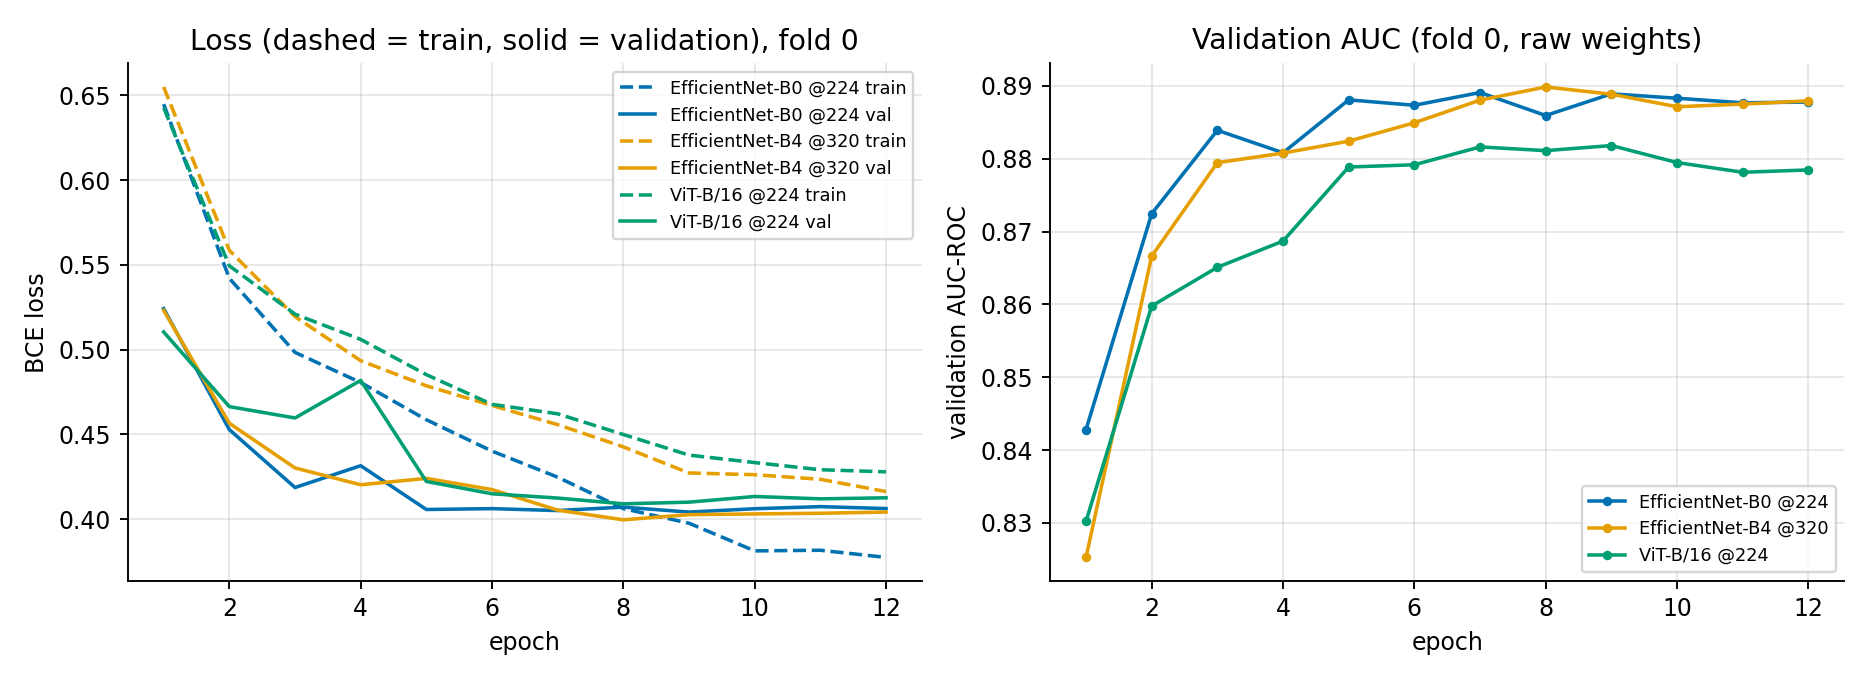 Loss (dashed = train, solid = validation), fold 0
BCE loss
0.65
0.60
0.55
0.50
0.45
0.40
EfficientNet-B0 @224 train
EfficientNet-B0 @224 val
EfficientNet-B4 @320 train
EfficientNet-B4 @320 val
ViT-B/16 @224 train
ViT-B/16 @224 val
2 4 6 8 10 12
epoch
Validation AUC (fold 0, raw weights)
validation AUC-ROC
0.89
0.88
0.87
0.86
0.85
0.84
0.83
EfficientNet-B0 @224
EfficientNet-B4 @320
ViT-B/16 @224
2 4 6 8 10 12
epoch